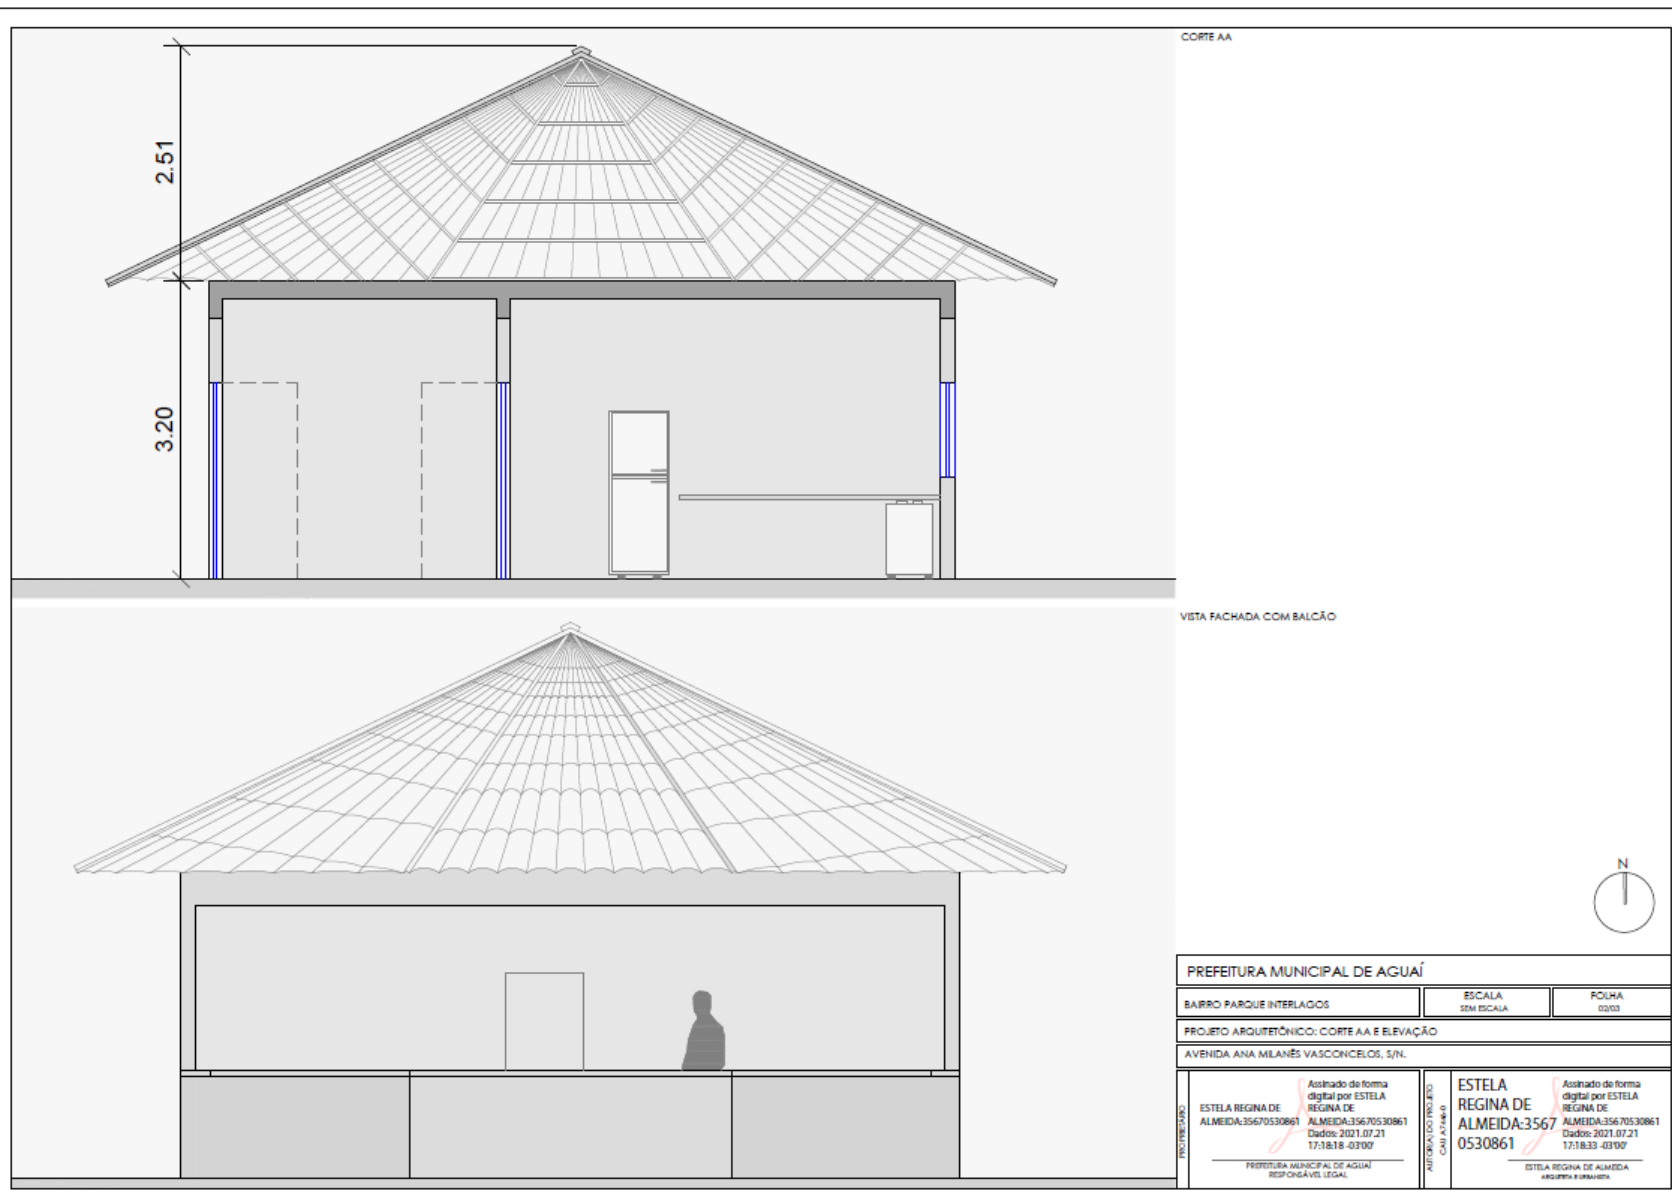 CORTE AA
2.51
3.20
VISTA FACHADA COM BALCÃO
N
PREFEITURA MUNICIPAL DE AGUAÍ
BAIRRO PARQUE INTERLAGOS
ESCALA
SEM ESCALA
FOLHA
02/03
PROJETO ARQUITETÔNICO: CORTE AA E ELEVAÇÃO
AVENIDA ANA MILANÊS VASCONCELOS, S/N.
PROPRIETÁRIO
ESTELA REGINA DE
ALMEIDA:35670530861
Assinado de forma
digital por ESTELA
REGINA DE
ALMEIDA:35670530861
Dados: 2021.07.21
17:18:18 -03'00'
PREFEITURA MUNICIPAL DE AGUAÍ
RESPONSÁVEL LEGAL
AUTOR(A) DO PROJETO
ESTELA
REGINA DE
ALMEIDA:3567
0530861
Assinado de forma
digital por ESTELA
REGINA DE
ALMEIDA:35670530861
Dados: 2021.07.21
17:18:33 -03'00'
ESTELA REGINA DE ALMEIDA
ARQUITETA E URBANISTA